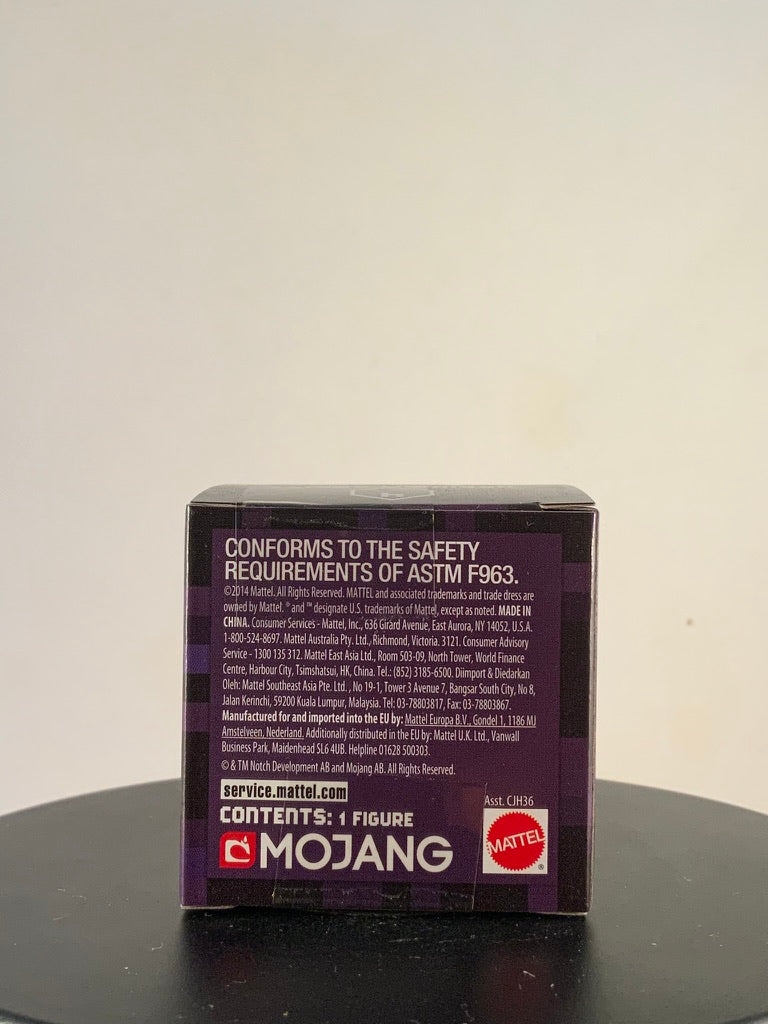 CONFORMS TO THE SAFETY
REQUIREMENTS OF ASTM F963.
©2014 Mattel. All Rights Reserved. MATTEL and associated trademarks and trade dress are
owned by Mattel. ® and ™ designate U.S. trademarks of Mattel, except as noted. MADE IN
CHINA. Consumer Services - Mattel, Inc., 636 Girard Avenue, East Aurora, NY 14052, U.S.A.
1-800-524-8697. Mattel Australia Pty. Ltd., Richmond, Victoria. 3121. Consumer Advisory
Service - 1300 135 312. Mattel East Asia Ltd., Room 503-09, North Tower, World Finance
Centre, Harbour City, Tsimshatsui, HK, China. Tel.: (852) 3185-6500. Diimport & Diedarkan
Oleh: Mattel Southeast Asia Pte. Ltd., No 19-1, Tower 3 Avenue 7, Bangsar South City, No 8,
Jalan Kerinchi, 59200 Kuala Lumpur, Malaysia. Tel: 03-78803817, Fax: 03-78803867.
Manufactured for and imported into the EU by: Mattel Europa B.V., Gondel 1, 1186 MJ
Amstelveen, Nederland. Additionally distributed in the EU by: Mattel U.K. Ltd., Vanwall
Business Park, Maidenhead SL6 4UB. Helpline 01628 500303.
© & TM Notch Development AB and Mojang AB. All Rights Reserved.
service.mattel.com
Asst. CJH36
CONTENTS: 1 FIGURE
MOJANG
MATTEL ®